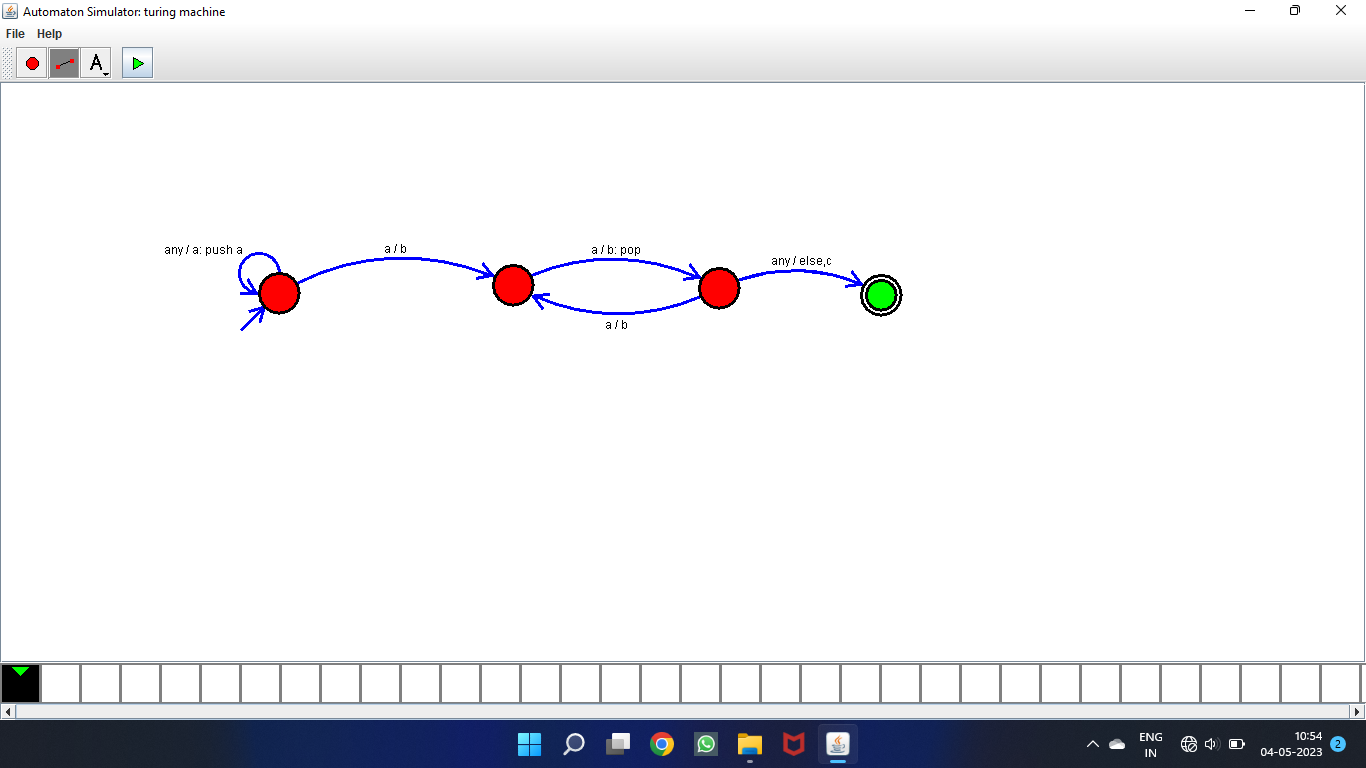 Automaton Simulator: turing machine
File Help
A
any / a: push a
a / b
a / b: pop
any / else,c
a / b
ENG
IN
10:54
04-05-2023
2